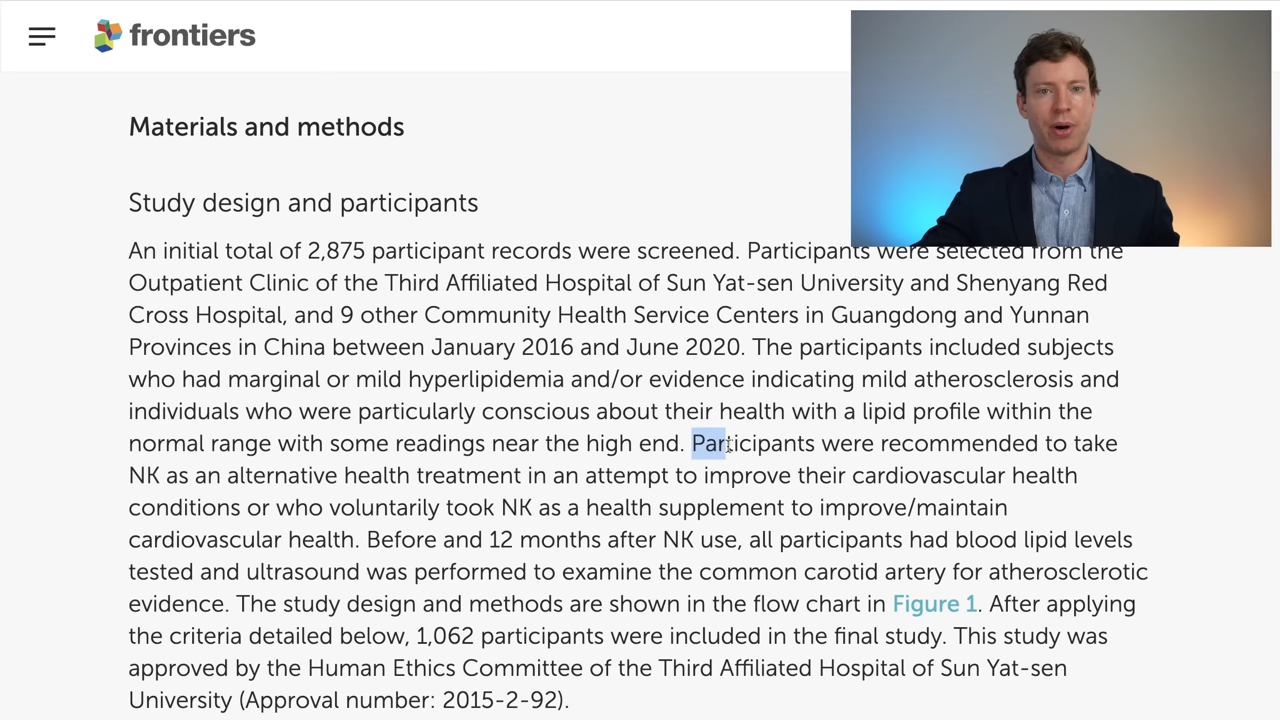 frontiers
Materials and methods
Study design and participants
An initial total of 2,875 participant records were screened. Participants were selected from the
Outpatient Clinic of the Third Affiliated Hospital of Sun Yat-sen University and Shenyang Red
Cross Hospital, and 9 other Community Health Service Centers in Guangdong and Yunnan
Provinces in China between January 2016 and June 2020. The participants included subjects
who had marginal or mild hyperlipidemia and/or evidence indicating mild atherosclerosis and
individuals who were particularly conscious about their health with a lipid profile within the
normal range with some readings near the high end. Participants were recommended to take
NK as an alternative health treatment in an attempt to improve their cardiovascular health
conditions or who voluntarily took NK as a health supplement to improve/maintain
cardiovascular health. Before and 12 months after NK use, all participants had blood lipid levels
tested and ultrasound was performed to examine the common carotid artery for atherosclerotic
evidence. The study design and methods are shown in the flow chart in Figure 1. After applying
the criteria detailed below, 1,062 participants were included in the final study. This study was
approved by the Human Ethics Committee of the Third Affiliated Hospital of Sun Yat-sen
University (Approval number: 2015-2-92).